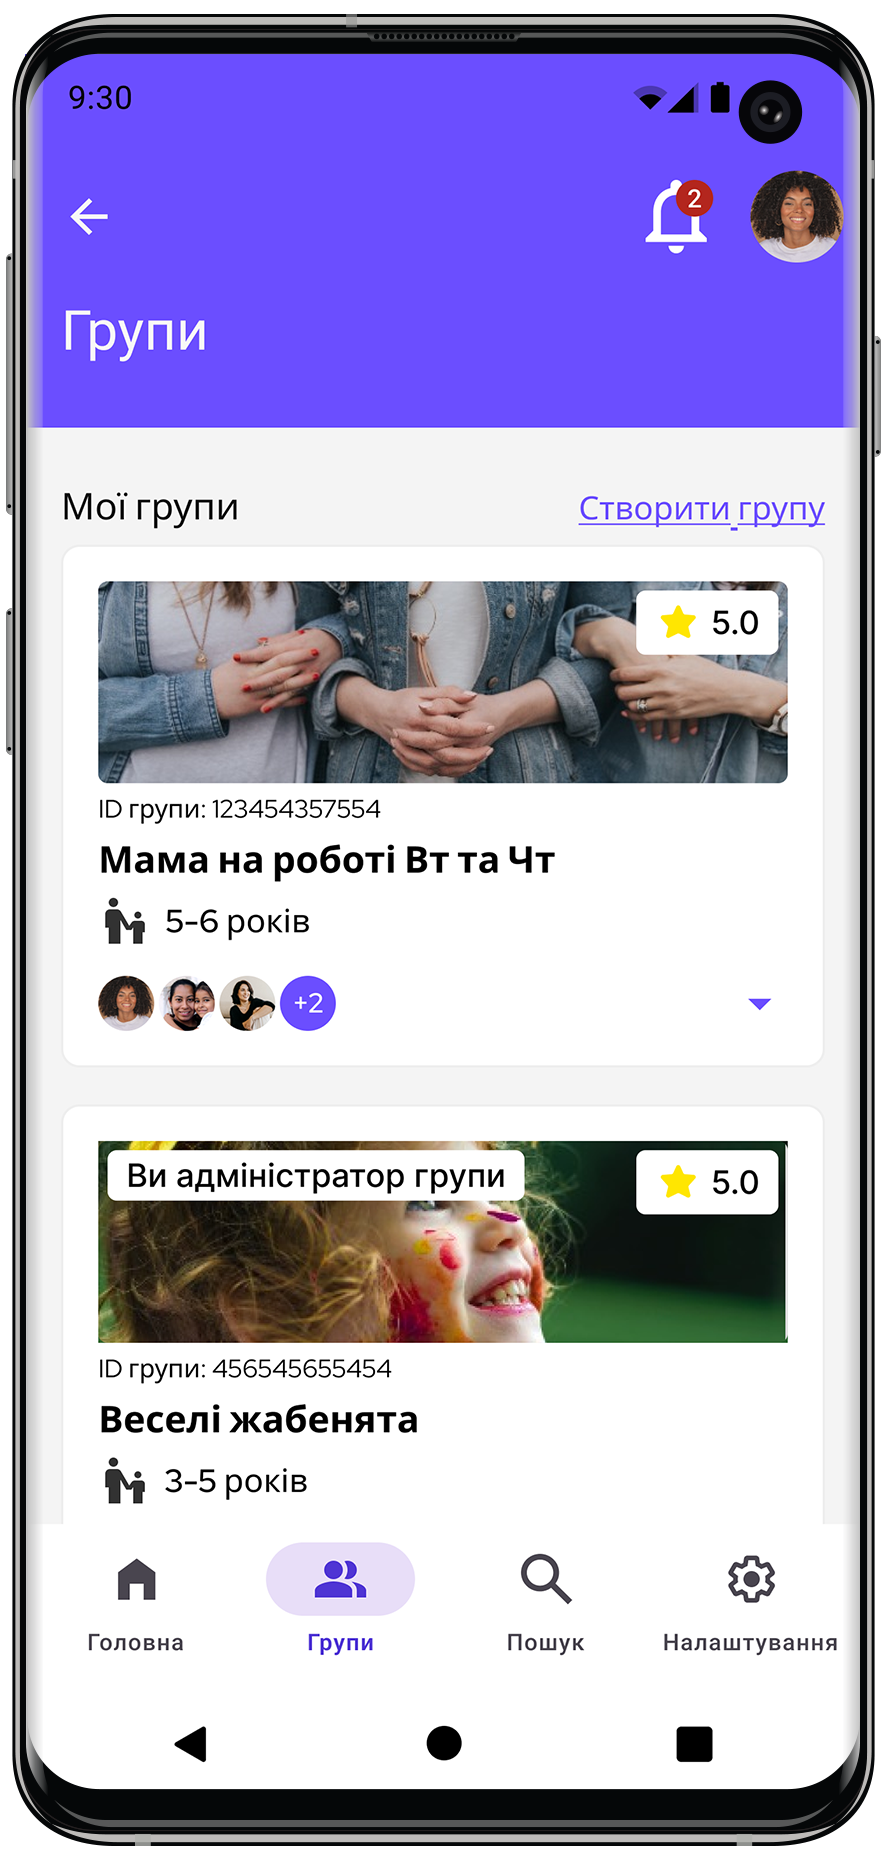 9:30
2
Групи
Мої групи
Створити групу
5.0
ID групи: 123454357554
Мама на роботі Вт та Чт
5-6 років
+2
Ви адміністратор групи
5.0
ID групи: 456545655454
Веселі жабенята
3-5 років
Головна
Групи
Пошук
Налаштування